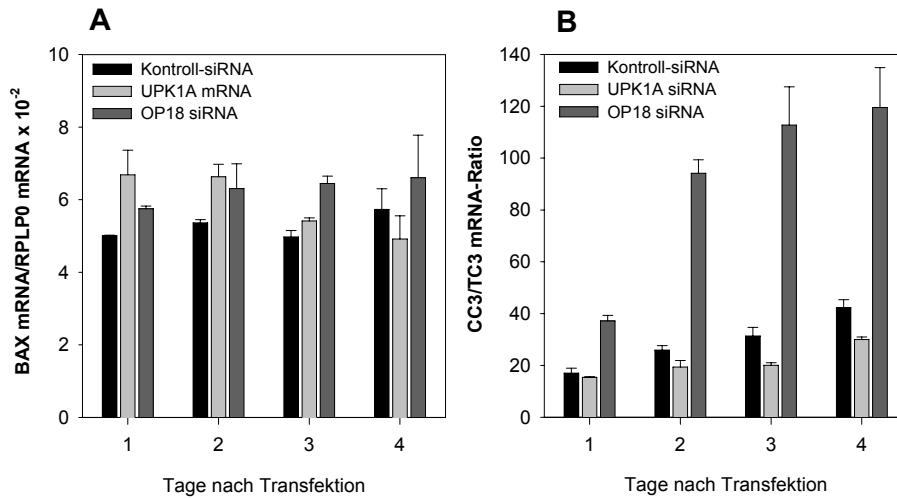 A
BAX mRNA/RPLP0 mRNA x 10-2
10
8
6
4
2
0
Kontroll-siRNA
UPK1A mRNA
OP18 siRNA
1 2 3 4
Tage nach Transfektion
B
CC3/TC3 mRNA-Ratio
140
120
100
80
60
40
20
0
Kontroll-siRNA
UPK1A siRNA
OP18 siRNA
1 2 3 4
Tage nach Transfektion